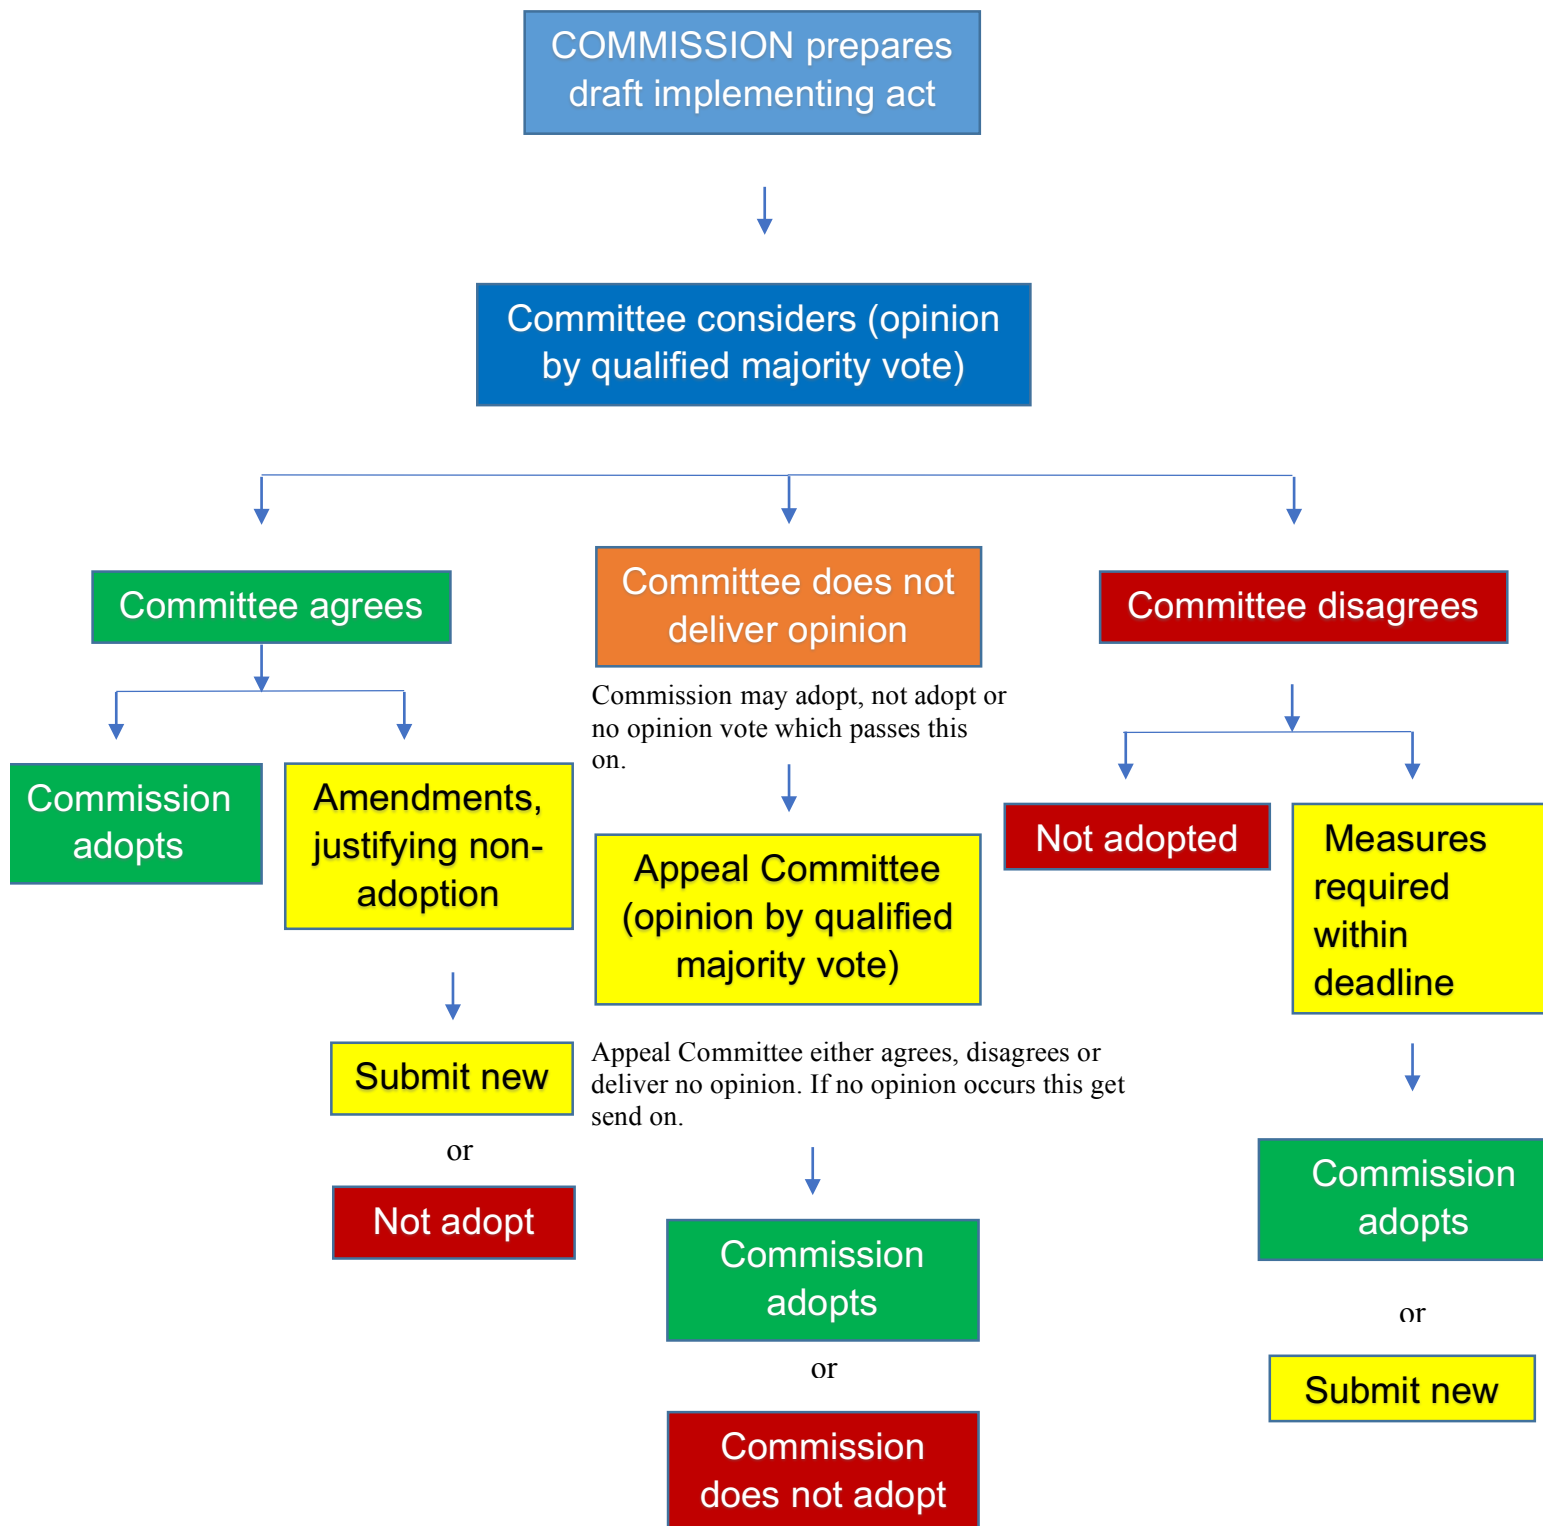 COMMISSION prepares
draft implementing act
Committee considers (opinion
by qualified majority vote)
Committee agrees
Committee does not
deliver opinion
Committee disagrees
Commission
adopts
Amendments,
justifying non-
adoption
Submit new
or
Not adopt
Commission may adopt, not adopt or
no opinion vote which passes this
on.
Appeal Committee
(opinion by qualified
majority vote)
Appeal Committee either agrees, disagrees or
deliver no opinion. If no opinion occurs this get
send on.
Commission
adopts
or
Commission
does not adopt
Not adopted
Measures
required
within
deadline
Commission
adopts
or
Submit new